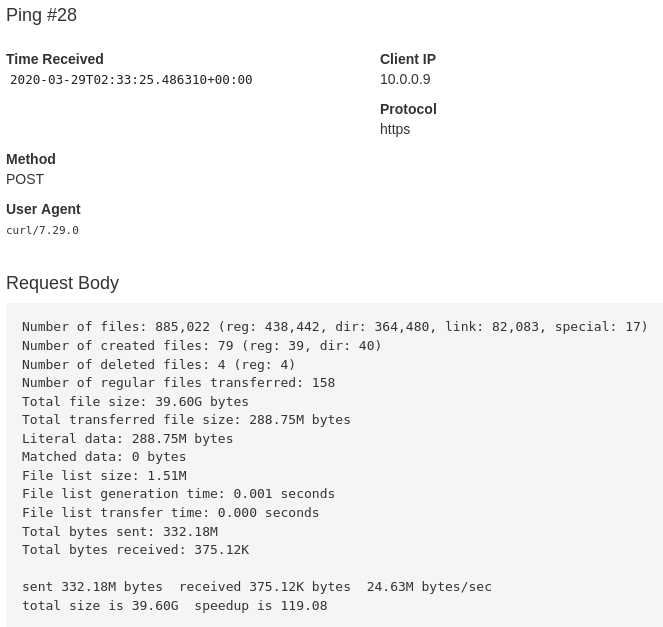 Ping #28
Time Received
2020-03-29T02:33:25.486310+00:00
Client IP
10.0.0.9
Protocol
https
Method
POST
User Agent
curl/7.29.0
Request Body
Number of files: 885,022 (reg: 438,442, dir: 364,480, link: 82,083, special: 17)
Number of created files: 79 (reg: 39, dir: 40)
Number of deleted files: 4 (reg: 4)
Number of regular files transferred: 158
Total file size: 39.60G bytes
Total transferred file size: 288.75M bytes
Literal data: 288.75M bytes
Matched data: 0 bytes
File list size: 1.51M
File list generation time: 0.001 seconds
File list transfer time: 0.000 seconds
Total bytes sent: 332.18M
Total bytes received: 375.12K
sent 332.18M bytes  received 375.12K bytes  24.63M bytes/sec
total size is 39.60G  speedup is 119.08